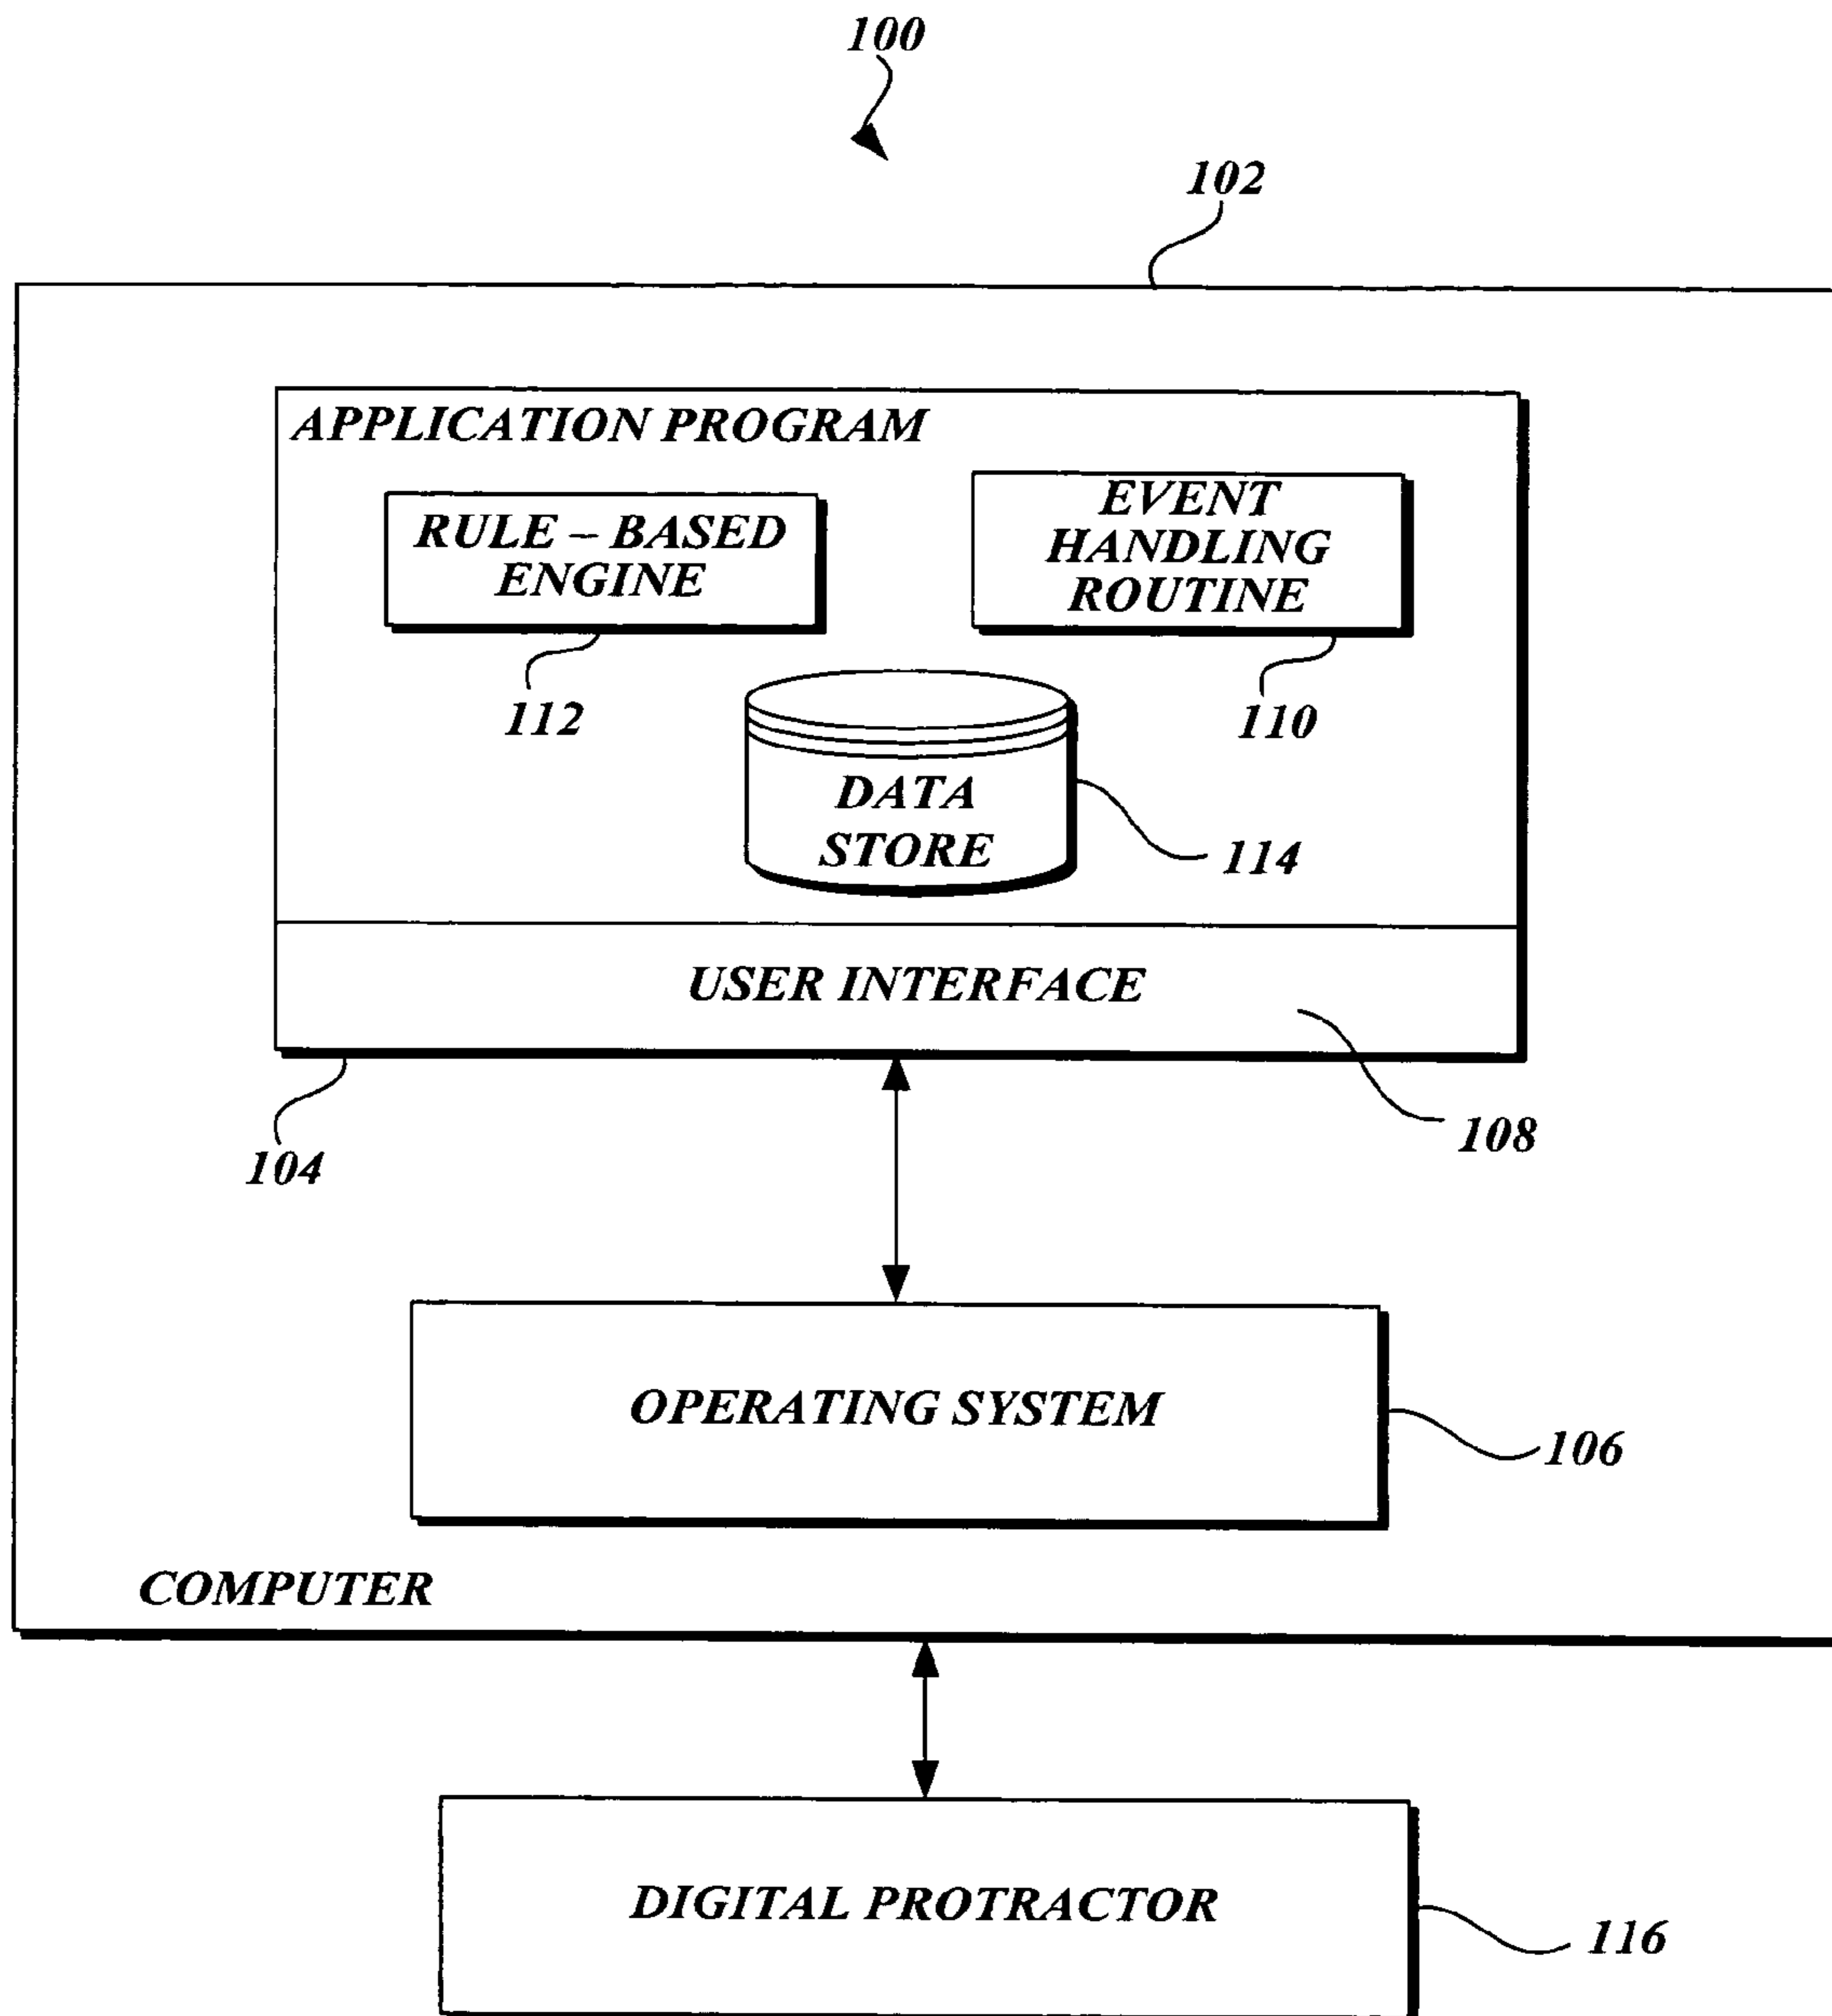 100
102
APPLICATION PROGRAM
RULE – BASED
ENGINE
EVENT
HANDLING
ROUTINE
112
110
DATA
STORE
114
USER INTERFACE
108
104
OPERATING SYSTEM
106
COMPUTER
DIGITAL PROTRACTOR
116